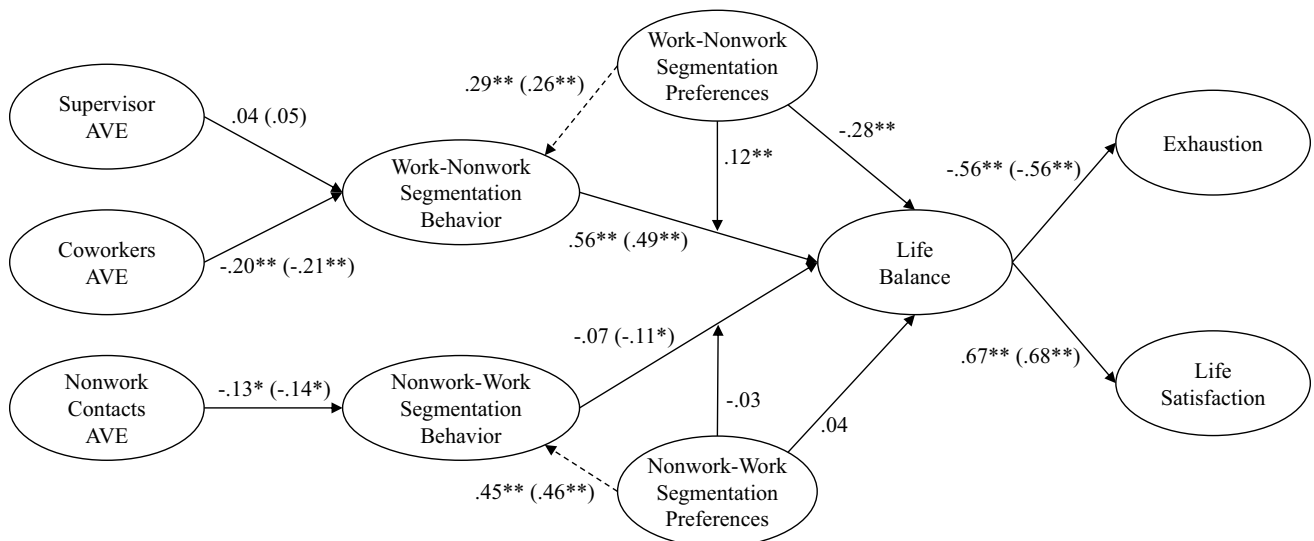 Work-Nonwork
Segmentation
Preferences
.29** (.26**)
Supervisor
AVE
.04 (.05)
-.28**
Exhaustion
.12**
Work-Nonwork
Segmentation
Behavior
-.56** (-.56**)
.56** (.49**)
Coworkers
AVE
-.20** (-.21**)
Life
Balance
-.07 (-.11*)
.67** (.68**)
Life
Satisfaction
Nonwork
Contacts
AVE
-.13* (-.14*)
Nonwork-Work
Segmentation
Behavior
-.03
.04
.45** (.46**)
Nonwork-Work
Segmentation
Preferences